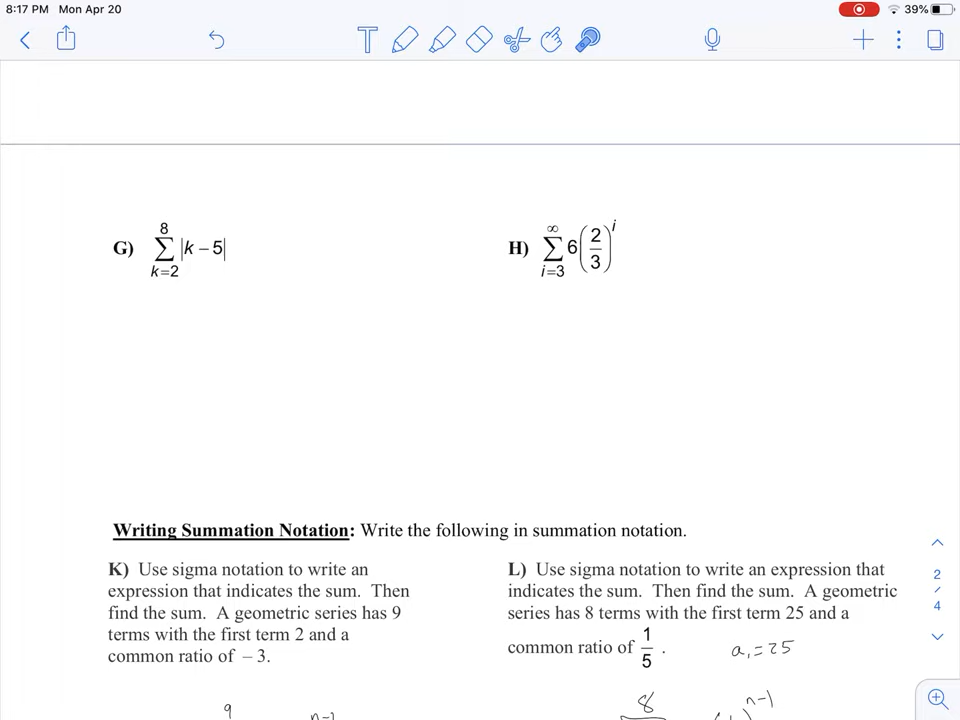 8:17 PM Mon Apr 20 39%
T
G) 8 ∑ k=2 |k – 5|
H) ∞ ∑ i=3 6(2/3)^i
Writing Summation Notation: Write the following in summation notation.
K) Use sigma notation to write an
expression that indicates the sum. Then
find the sum. A geometric series has 9
terms with the first term 2 and a
common ratio of – 3.
L) Use sigma notation to write an expression that
indicates the sum. Then find the sum. A geometric
series has 8 terms with the first term 25 and a
common ratio of 1/5 . a₁=25
9 n-1
8 n-1
2/4